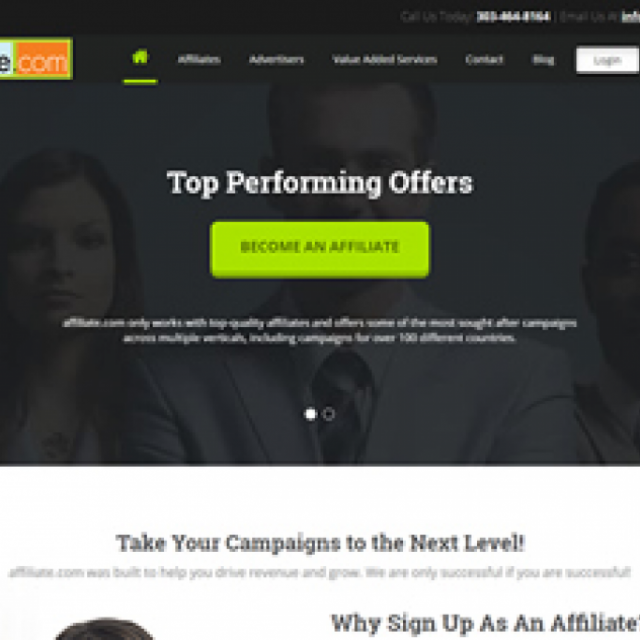 Call Us Today: 303-464-8164 | Email Us At
e.com
Affiliates Advertisers Value Added Services Contact Blog Login
Top Performing Offers
BECOME AN AFFILIATE
affiliate.com only works with top-quality affiliates and offers some of the most sought after campaigns
across multiple verticals, including campaigns for over 100 different countries.
Take Your Campaigns to the Next Level!
affiliate.com was built to help you drive revenue and grow. We are only successful if you are successful!
Why Sign Up As An Affiliate